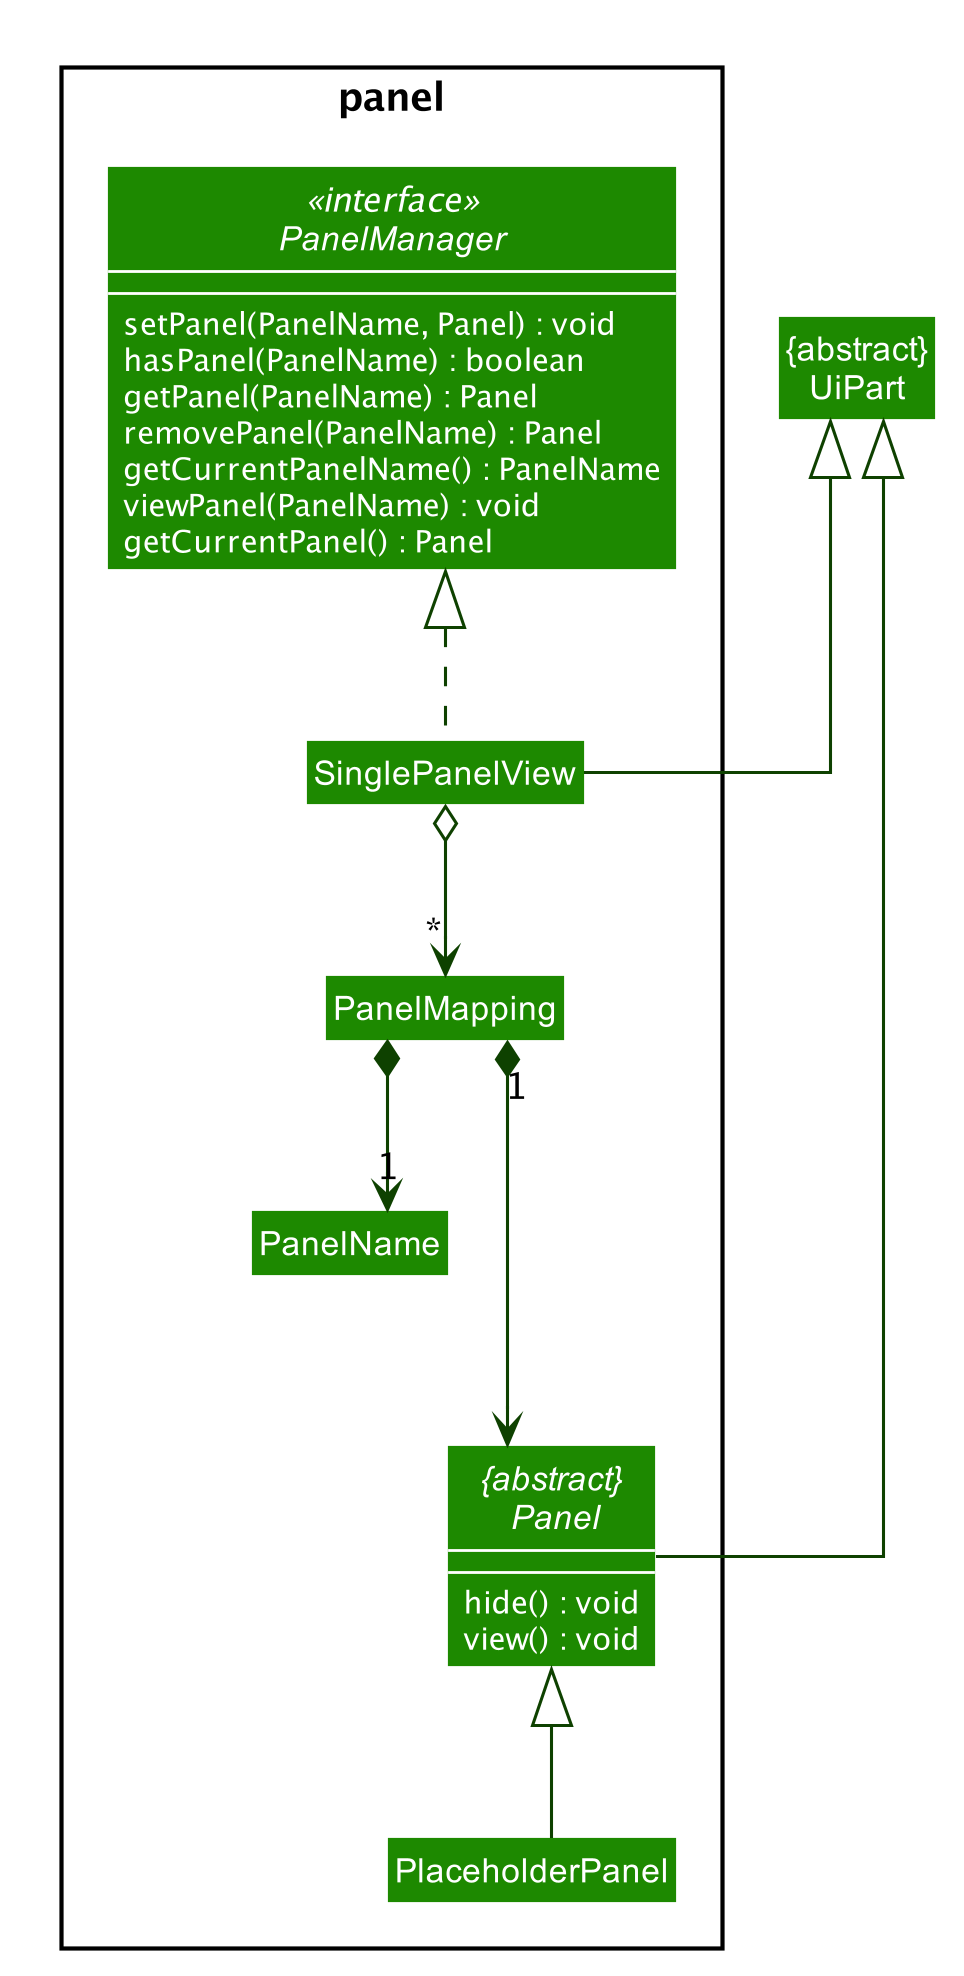 panel
«interface»
PanelManager
setPanel(PanelName, Panel) : void
hasPanel(PanelName) : boolean
getPanel(PanelName) : Panel
removePanel(PanelName) : Panel
getCurrentPanelName() : PanelName
viewPanel(PanelName) : void
getCurrentPanel() : Panel
{abstract}
UiPart
SinglePanelView
*
PanelMapping
1
1
PanelName
{abstract}
Panel
hide() : void
view() : void
PlaceholderPanel